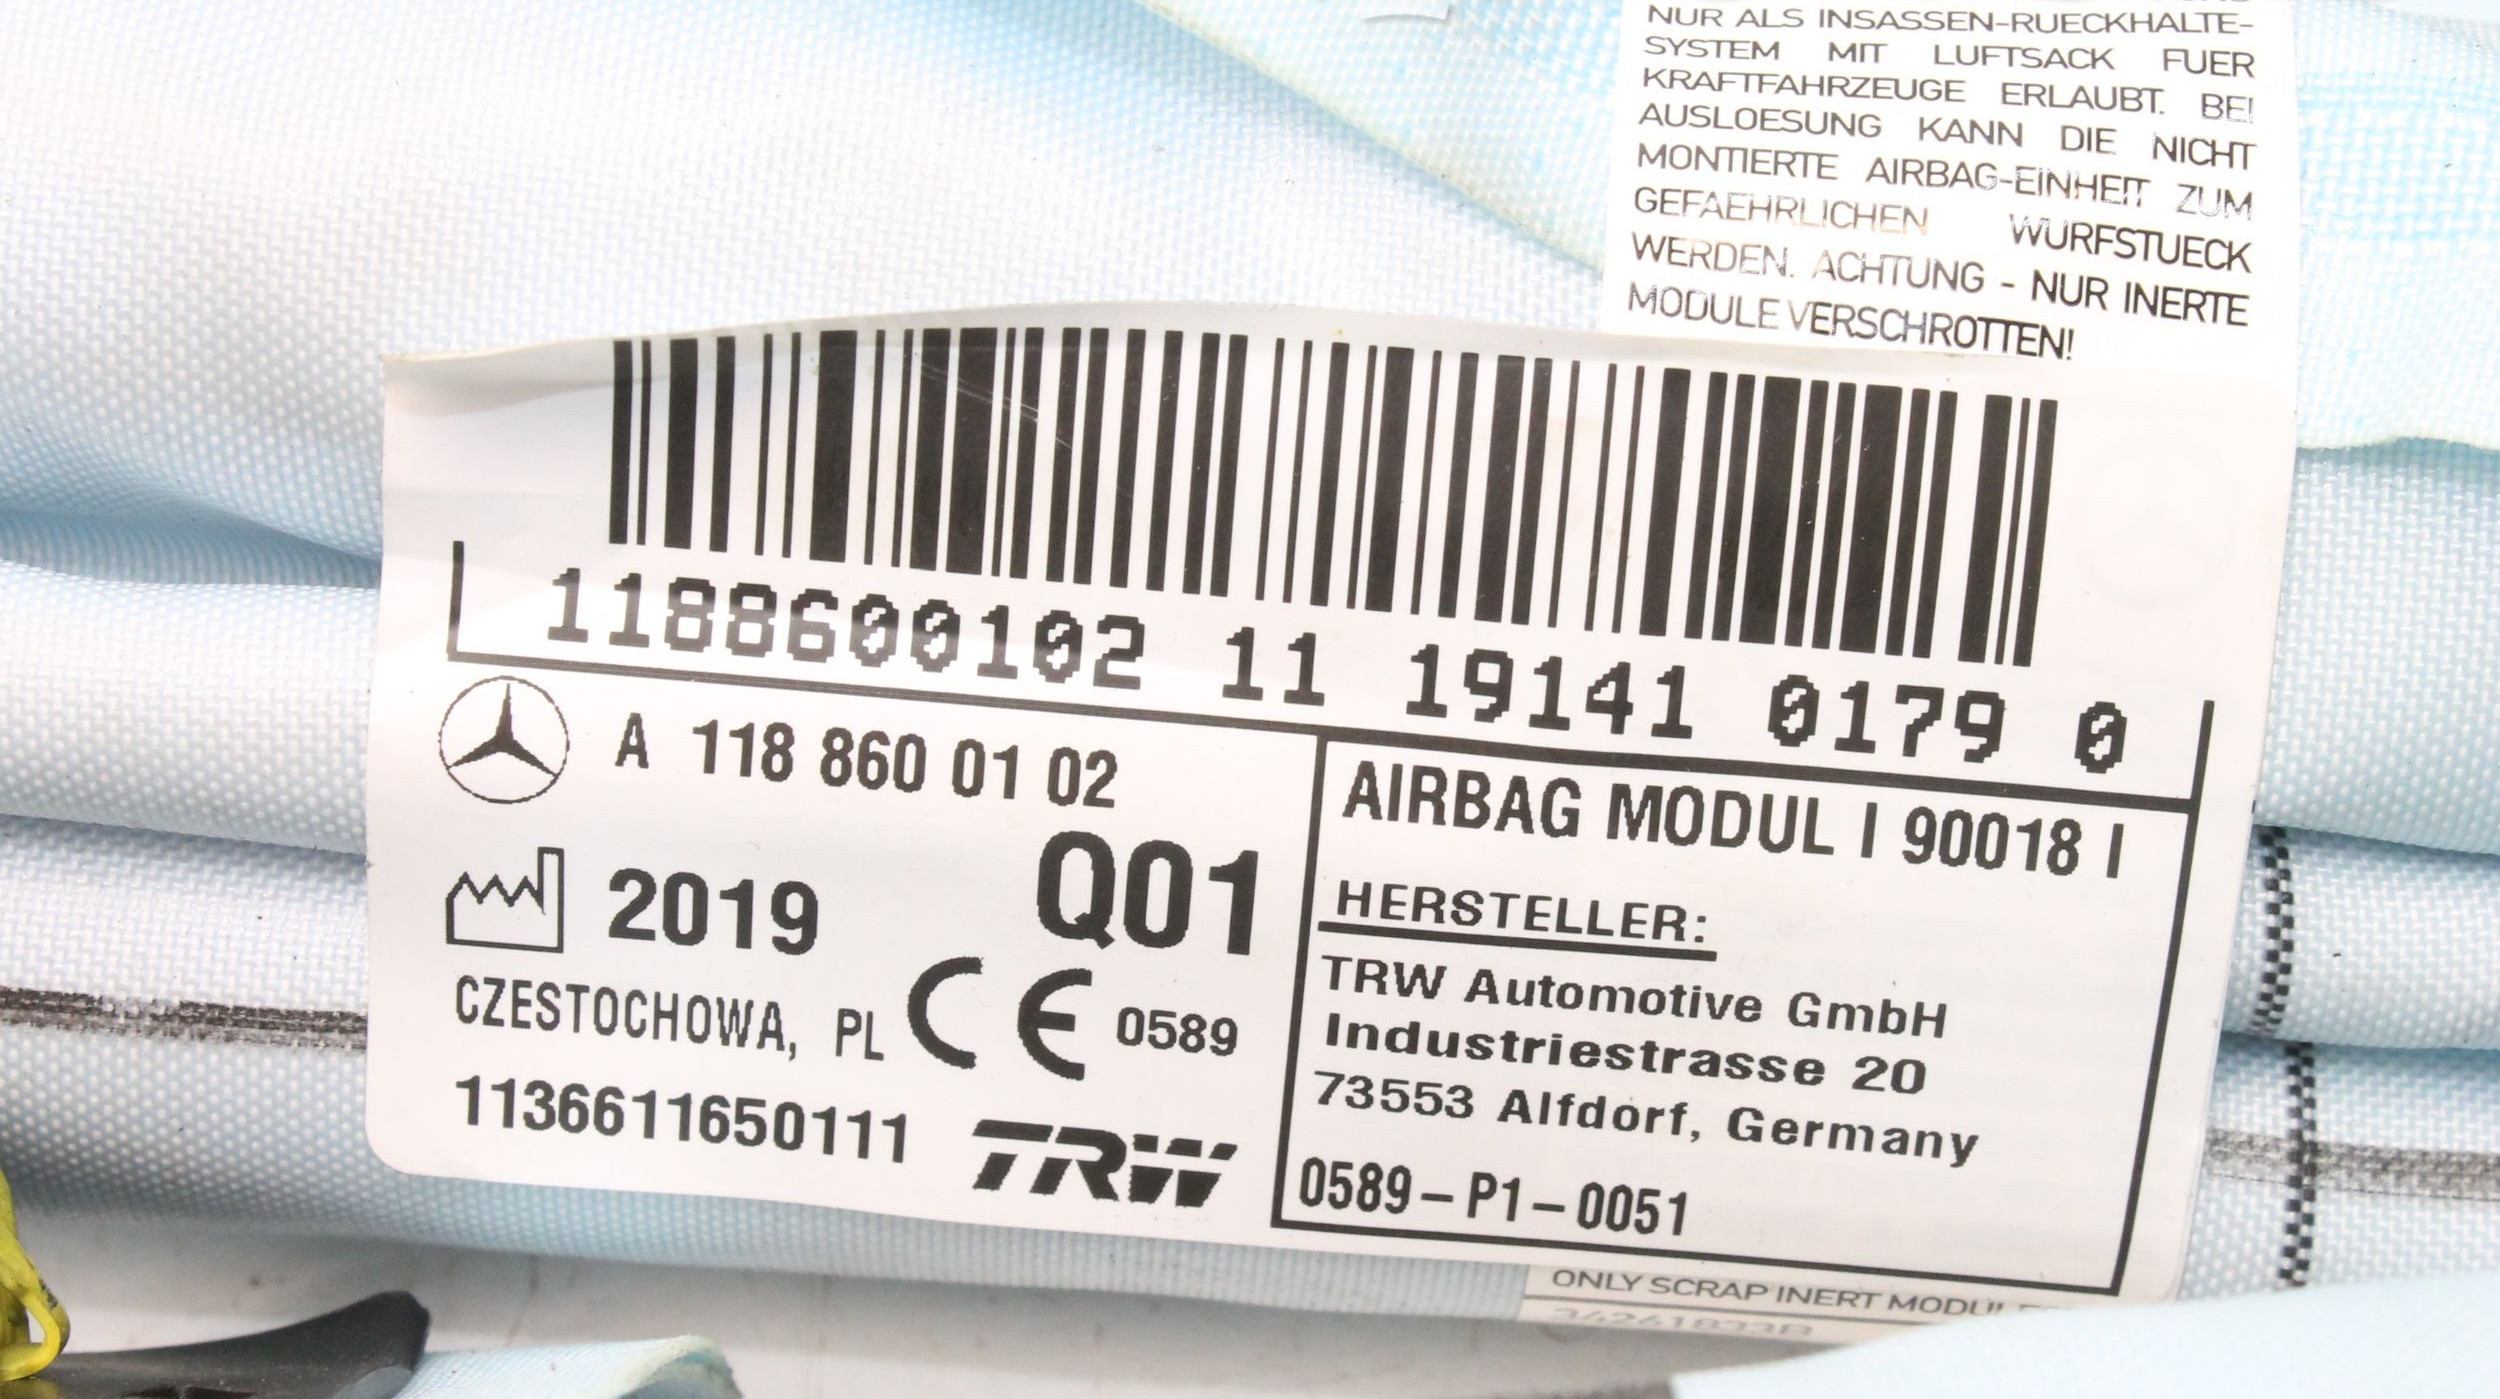 NUR ALS INSASSEN-RUECKHALTE-
SYSTEM MIT LUFTSACK FUER
KRAFTFAHRZEUGE ERLAUBT. BEI
AUSLOESUNG KANN DIE NICHT
MONTIERTE AIRBAG-EINHEIT ZUM
GEFAEHRLICHEN WURFSTUECK
WERDEN. ACHTUNG - NUR INERTE
MODULE VERSCHROTTEN!
1188600102 11 19141 0179 0
A 118 860 01 02
2019 Q01
CZESTOCHOWA, PL CE 0589
1136611650111 TRW
AIRBAG MODUL I 90018 I
HERSTELLER:
TRW Automotive GmbH
Industriestrasse 20
73553 Alfdorf, Germany
0589-P1-0051
ONLY SCRAP INERT